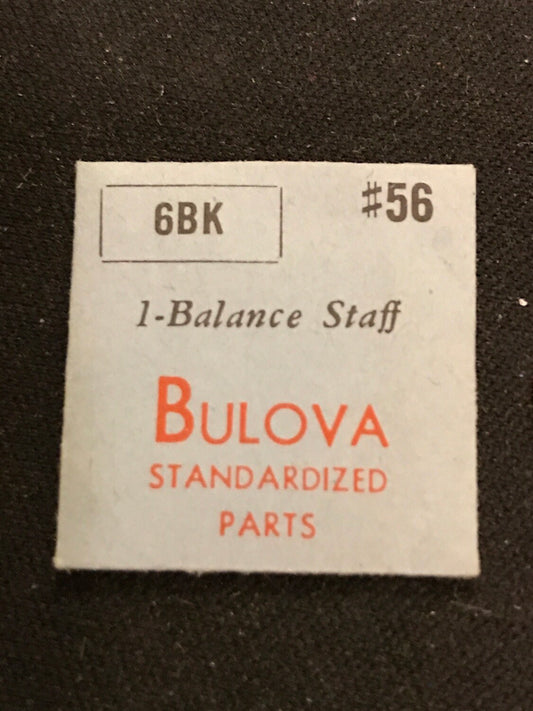 6BK
#56
1-Balance Staff
BULOVA
STANDARDIZED
PARTS